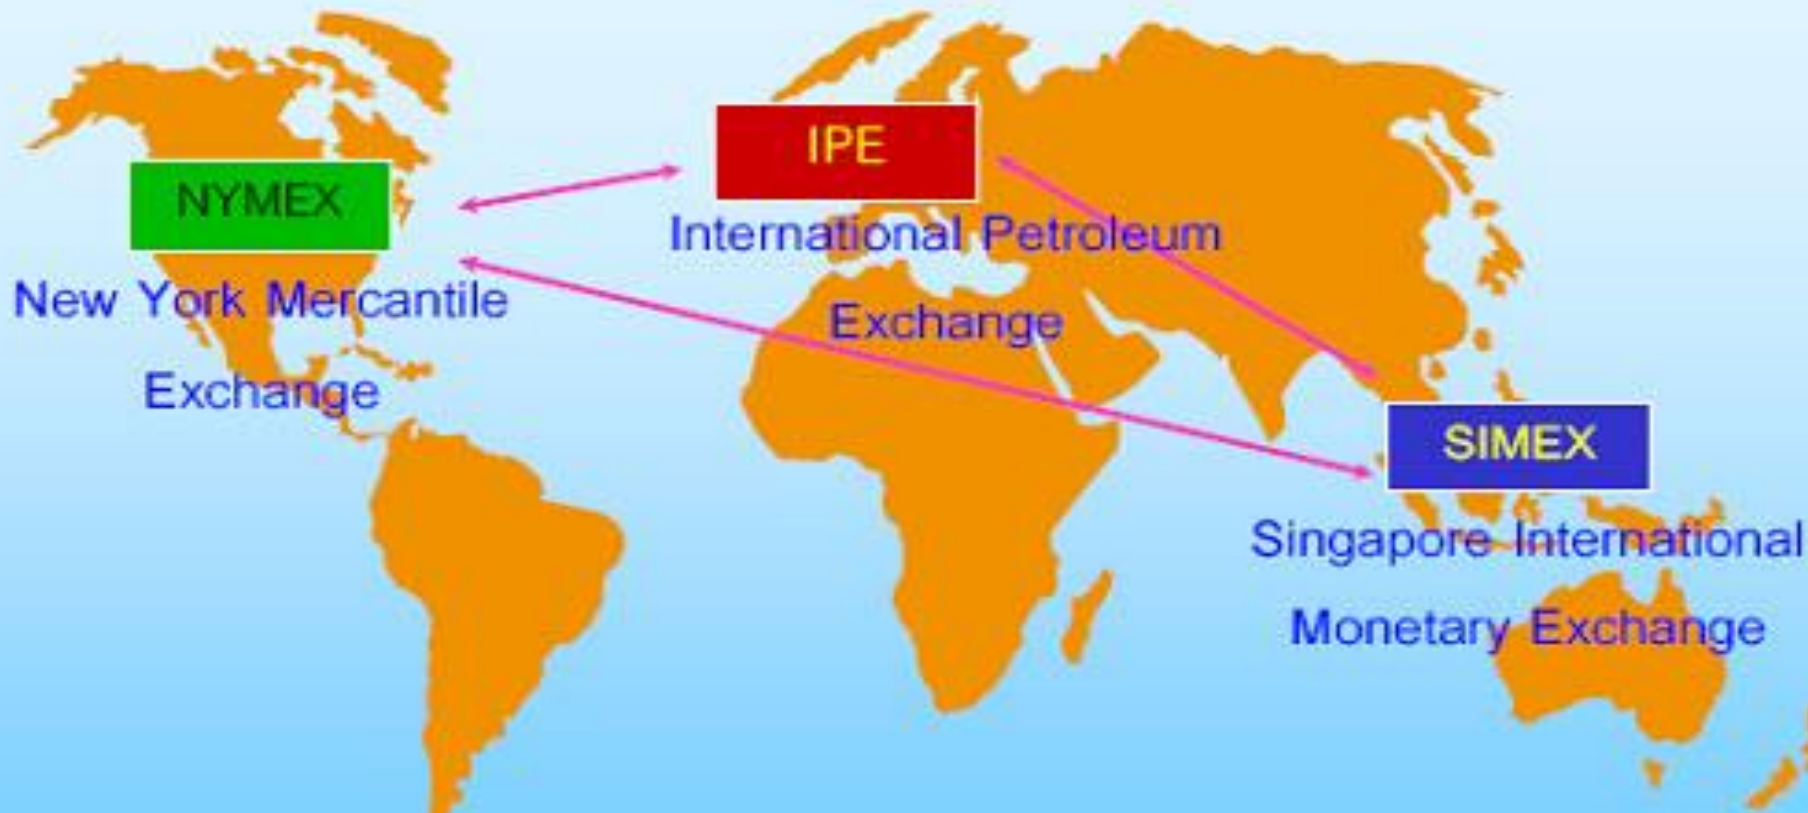 NYMEX
New York Mercantile
Exchange
IPE
International Petroleum
Exchange
SIMEX
Singapore International
Monetary Exchange